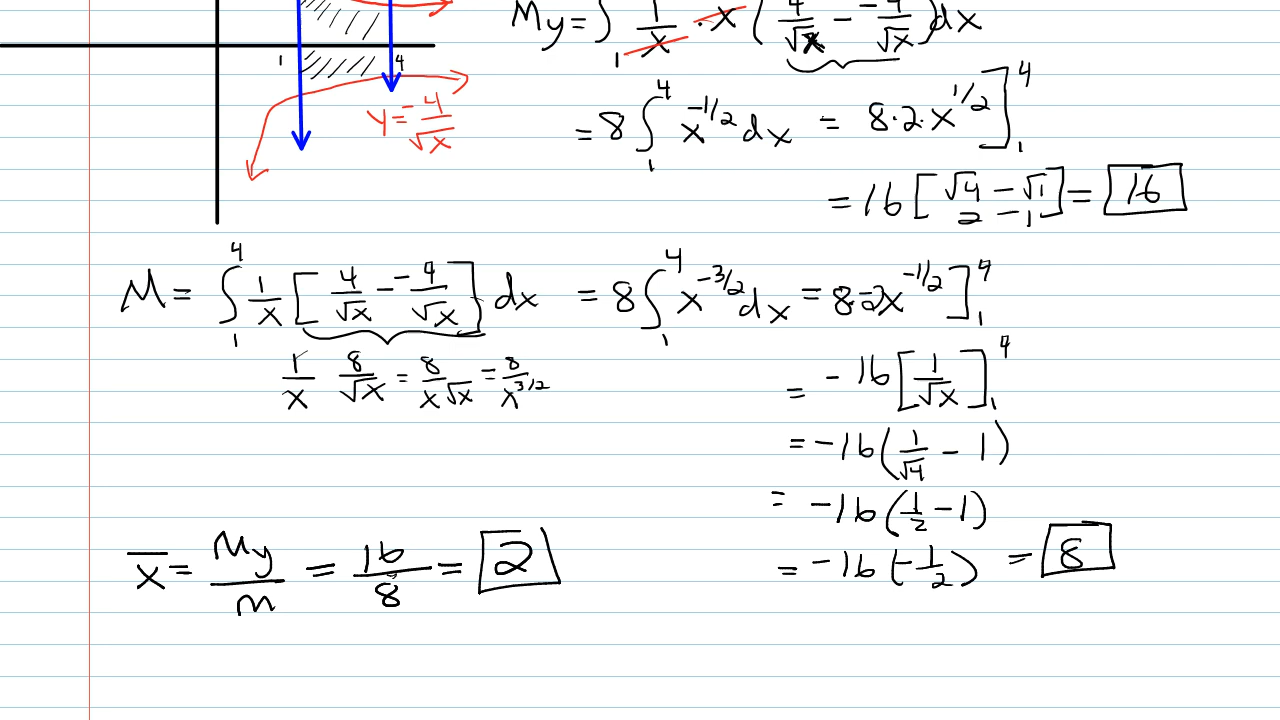 My = ∫₁ 1/x · x ( 4/√x − −4/√x ) dx
1 4
y = −4/√x
= 8 ∫₁⁴ x^(−1/2) dx = 8·2·x^(1/2) ]₁⁴
= 16 [ √4 − √1 ] = 16
2 − 1
M = ∫₁⁴ 1/x [ 4/√x − −4/√x ] dx = 8 ∫₁⁴ x^(−3/2) dx = 8·−2x^(−1/2) ]₁⁴
1/x 8/√x = 8/(x√x) = 8/x^(3/2)
= −16 [ 1/√x ]₁⁴
= −16 ( 1/√4 − 1 )
= −16 ( 1/2 − 1 )
= −16 ( −1/2 ) = 8
x̄ = My/m = 16/8 = 2